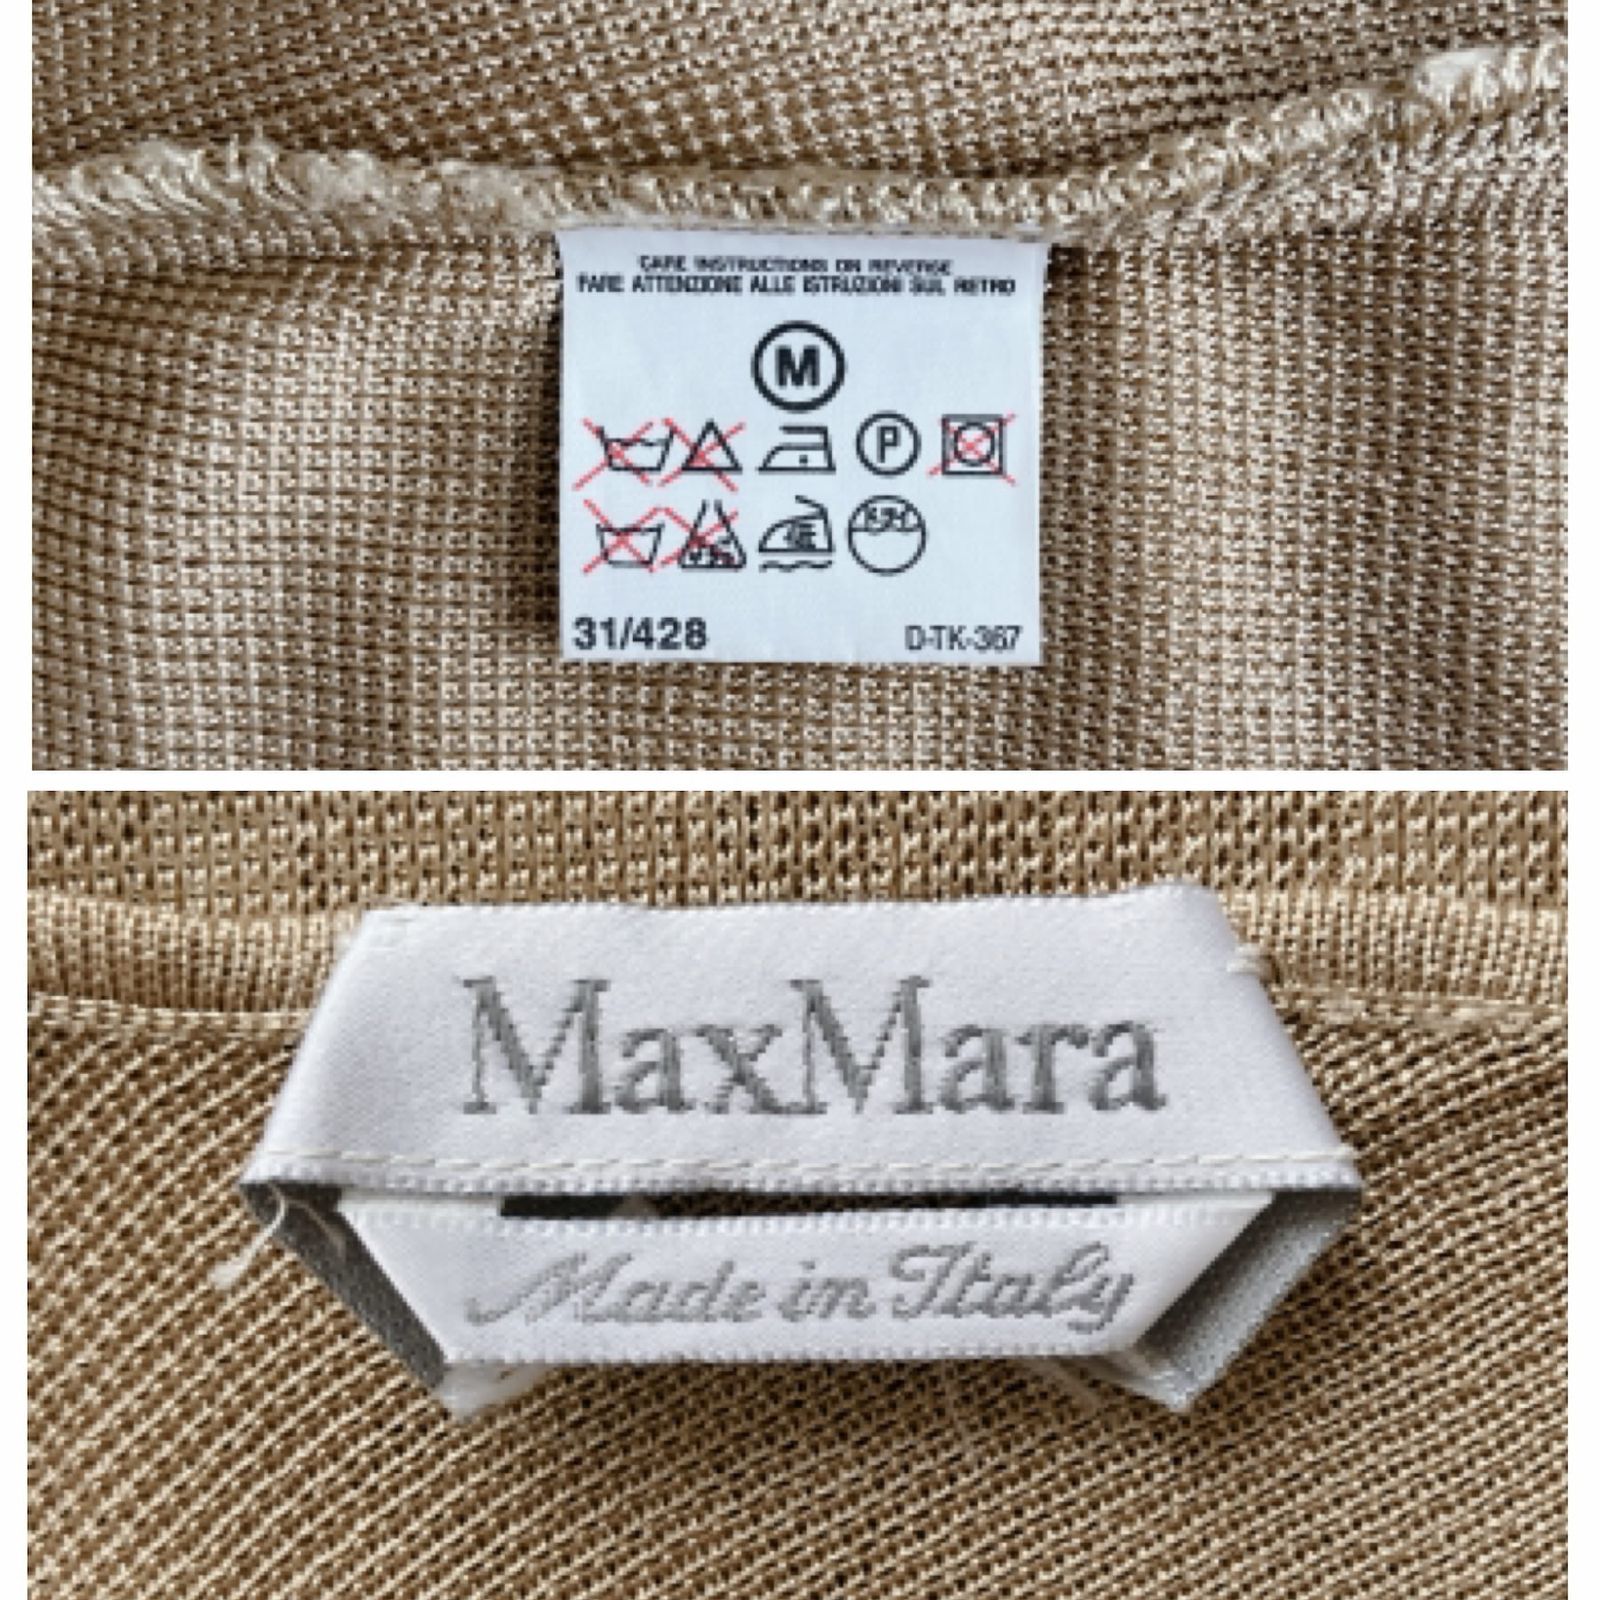 CARE INSTRUCTIONS ON REVERSE
FARE ATTENZIONE ALLE ISTRUZIONI SUL RETRO
M
P
31/428
D-TK-367
MaxMara
Made in Italy